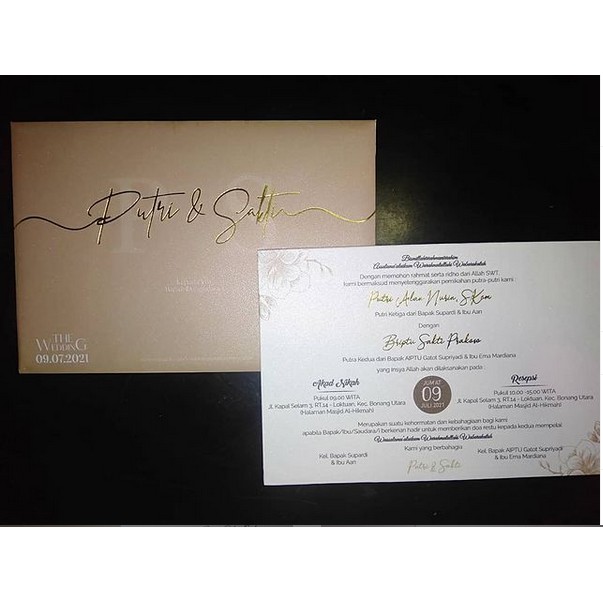 Putri & Sakti
THE
WEDDING
09.07.2021
Bismillahirrahmanirrahim
Assalamu'alaikum Warahmatullahi Wabarakatuh
Dengan memohon rahmat serta ridho dari Allah SWT,
kami bermaksud menyelenggarakan pernikahan putra-putri kami:
Putri Alan Nuria, S.Kom
Putri Ketiga dari Bapak Supardi & Ibu Aan
Dengan
Briptu Sakti Prakoso
Putra Kedua dari Bapak AIPTU Gatot Supriyadi & Ibu Ema Mardiana
yang Insya Allah akan dilaksanakan pada :
Akad Nikah
Pukul 09.00 WITA
Jl. Kapal Selam 3, RT.14 - Loktuan, Kec. Bonang Utara
(Halaman Masjid Al-Hikmah)
JUM'AT
09
JULI 2021
Resepsi
Pukul 10.00 -15.00 WITA
Jl. Kapal Selam 3, RT.14 - Loktuan, Kec. Bonang Utara
(Halaman Masjid Al-Hikmah)
Merupakan suatu kehormatan dan kebahagiaan bagi kami
apabila Bapak/Ibu/Saudara/i berkenan hadir untuk memberikan doa restu kepada kedua mempelai
Wassalamu'alaikum Warahmatullahi Wabarakatuh
Kami yang berbahagia
Kel. Bapak Supardi
& Ibu Aan
Putri & Sakti
Kel. Bapak AIPTU Gatot Supriyadi
& Ibu Ema Mardiana